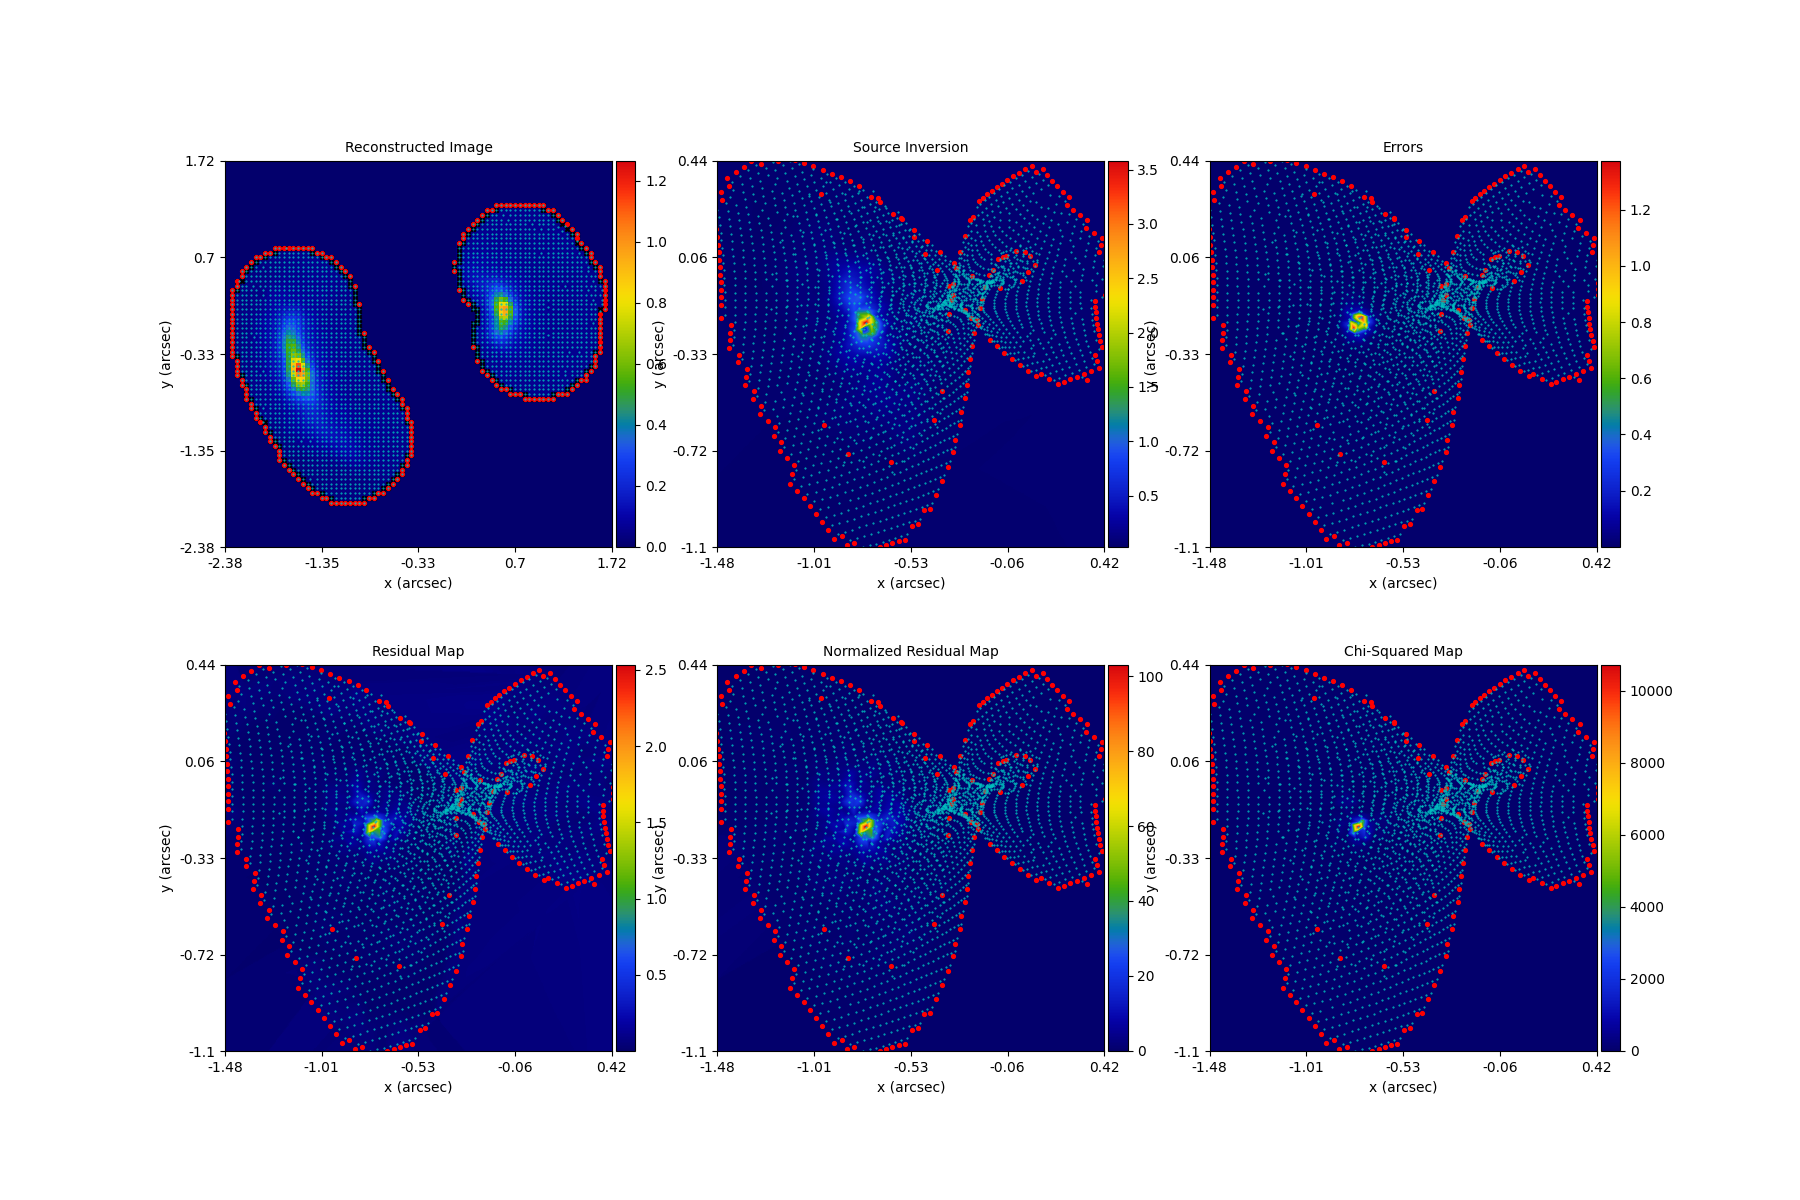 Reconstructed Image
1.72
0.7
-0.33
-1.35
-2.38
y (arcsec)
-2.38 -1.35 -0.33 0.7 1.72
x (arcsec)
1.2
1.0
0.8
0.6
0.4
0.2
0.0
Source Inversion
0.44
0.06
-0.33
-0.72
-1.1
y (arcsec)
-1.48 -1.01 -0.53 -0.06 0.42
x (arcsec)
3.5
3.0
2.5
2.0
1.5
1.0
0.5
Errors
0.44
0.06
-0.33
-0.72
-1.1
y (arcsec)
-1.48 -1.01 -0.53 -0.06 0.42
x (arcsec)
1.2
1.0
0.8
0.6
0.4
0.2
Residual Map
0.44
0.06
-0.33
-0.72
-1.1
y (arcsec)
-1.48 -1.01 -0.53 -0.06 0.42
x (arcsec)
2.5
2.0
1.5
1.0
0.5
Normalized Residual Map
0.44
0.06
-0.33
-0.72
-1.1
y (arcsec)
-1.48 -1.01 -0.53 -0.06 0.42
x (arcsec)
100
80
60
40
20
0
Chi-Squared Map
0.44
0.06
-0.33
-0.72
-1.1
y (arcsec)
-1.48 -1.01 -0.53 -0.06 0.42
x (arcsec)
10000
8000
6000
4000
2000
0